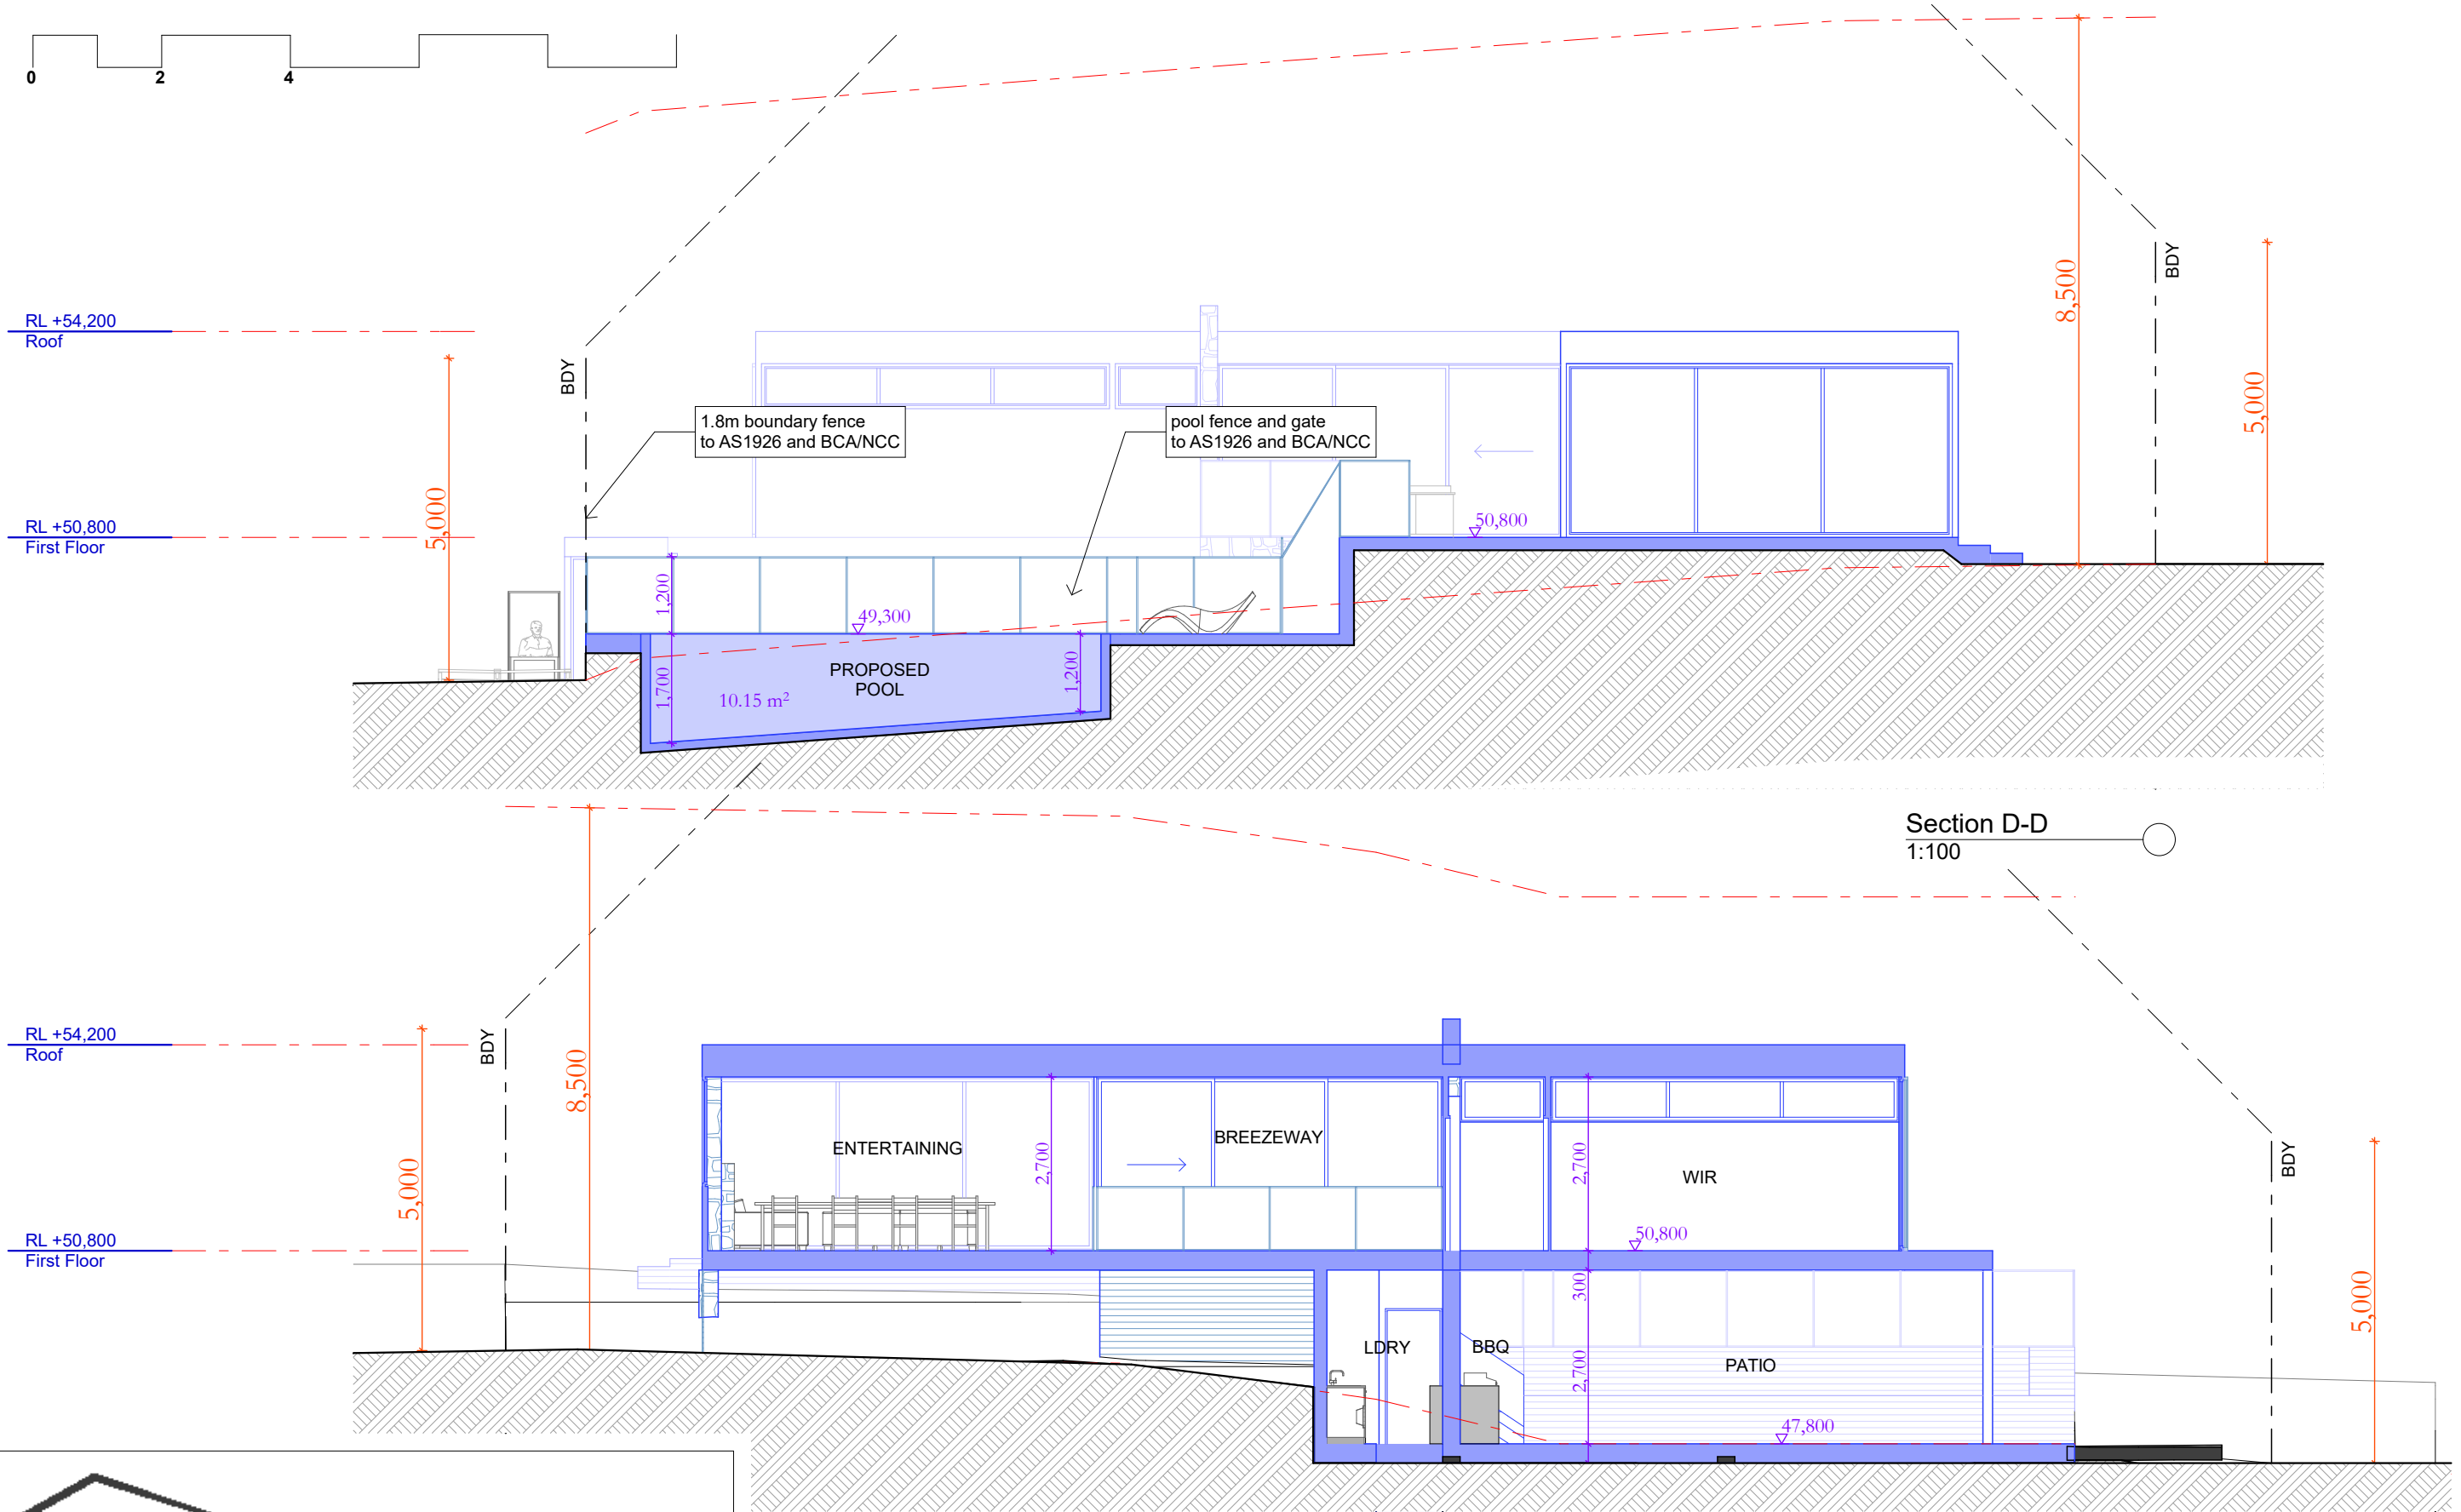 0 2 4
RL +54,200
Roof
RL +50,800
First Floor
5,000
BDY
1.8m boundary fence
to AS1926 and BCA/NCC
pool fence and gate
to AS1926 and BCA/NCC
50,800
8,500
BDY
5,000
1,200
49,300
PROPOSED
POOL
1,700
10.15 m²
1,200
Section D-D
1:100
RL +54,200
Roof
RL +50,800
First Floor
5,000
BDY
8,500
ENTERTAINING
2,700
BREEZEWAY
2,700
WIR
50,800
300
LDRY
BBQ
2,700
PATIO
47,800
BDY
5,000